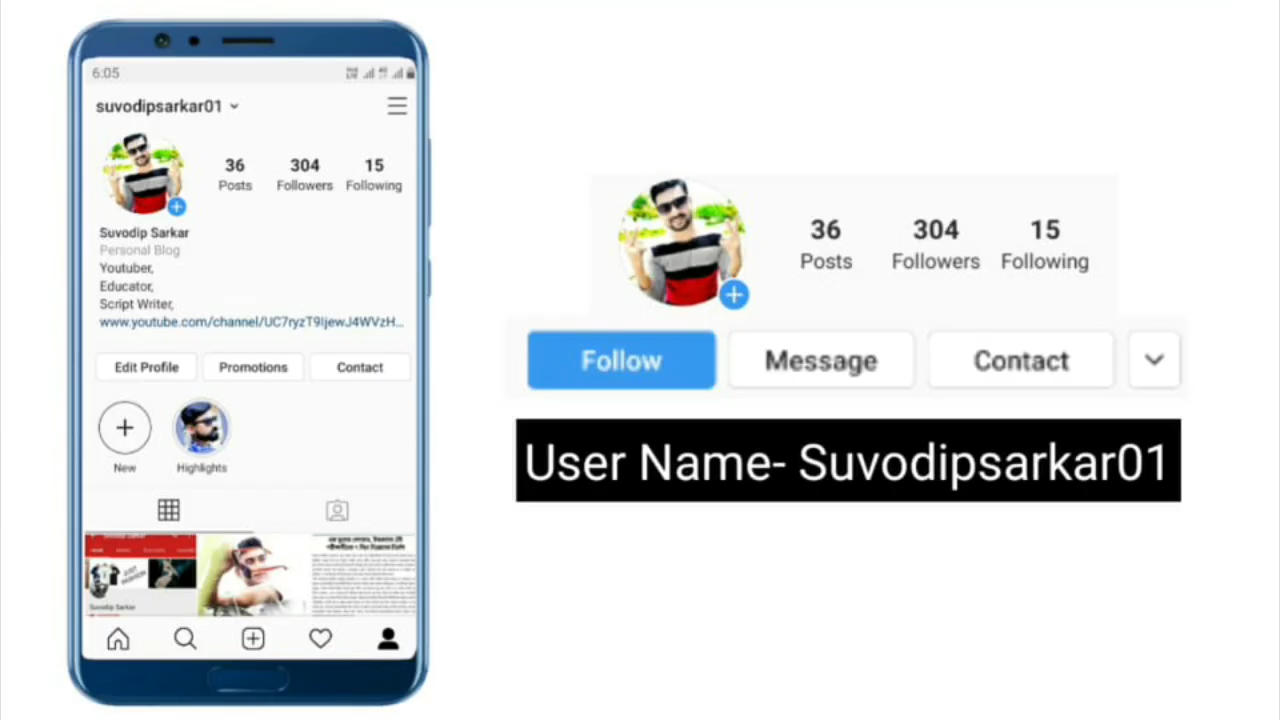 6:05
suvodipsarkar01
36 304 15
Posts Followers Following
Suvodip Sarkar
Personal Blog
Youtuber,
Educator,
Script Writer,
www.youtube.com/channel/UC7ryzT9IjewJ4WVzH...
Edit Profile Promotions Contact
New Highlights
Suvodip Sarkar
36 304 15
Posts Followers Following
Follow Message Contact
User Name- Suvodipsarkar01